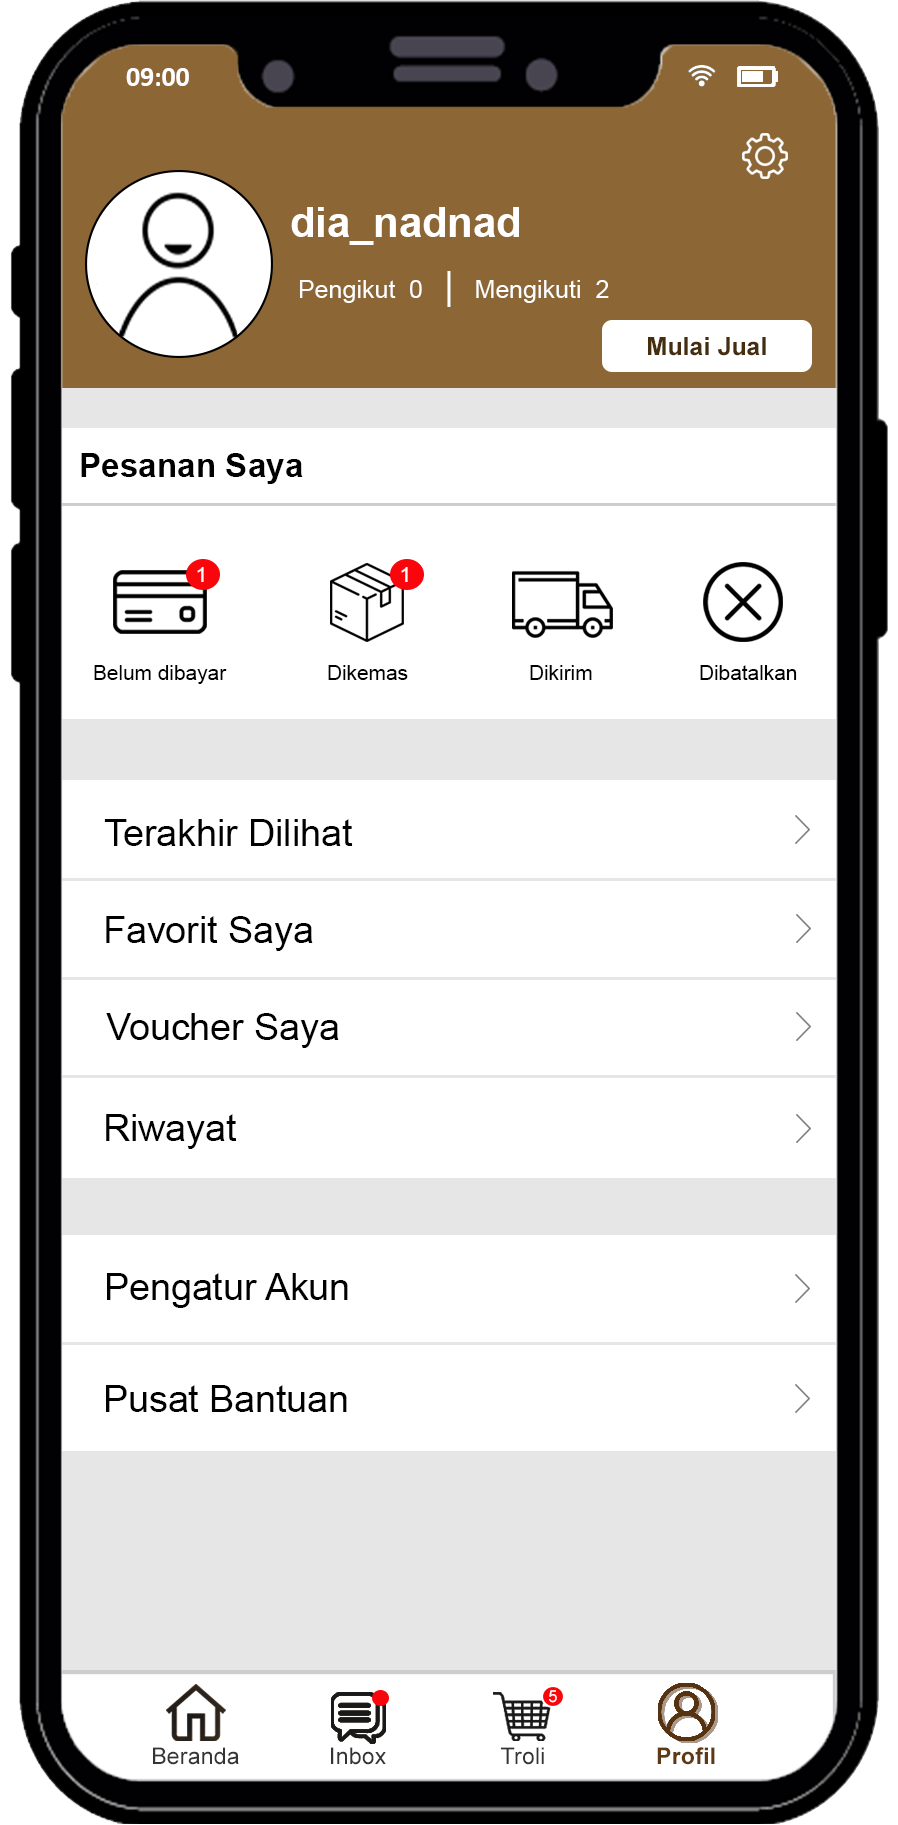 09:00
dia_nadnad
Pengikut 0 | Mengikuti 2
Mulai Jual
Pesanan Saya
1 1
Belum dibayar Dikemas Dikirim Dibatalkan
Terakhir Dilihat
Favorit Saya
Voucher Saya
Riwayat
Pengatur Akun
Pusat Bantuan
5
Beranda Inbox Troli Profil